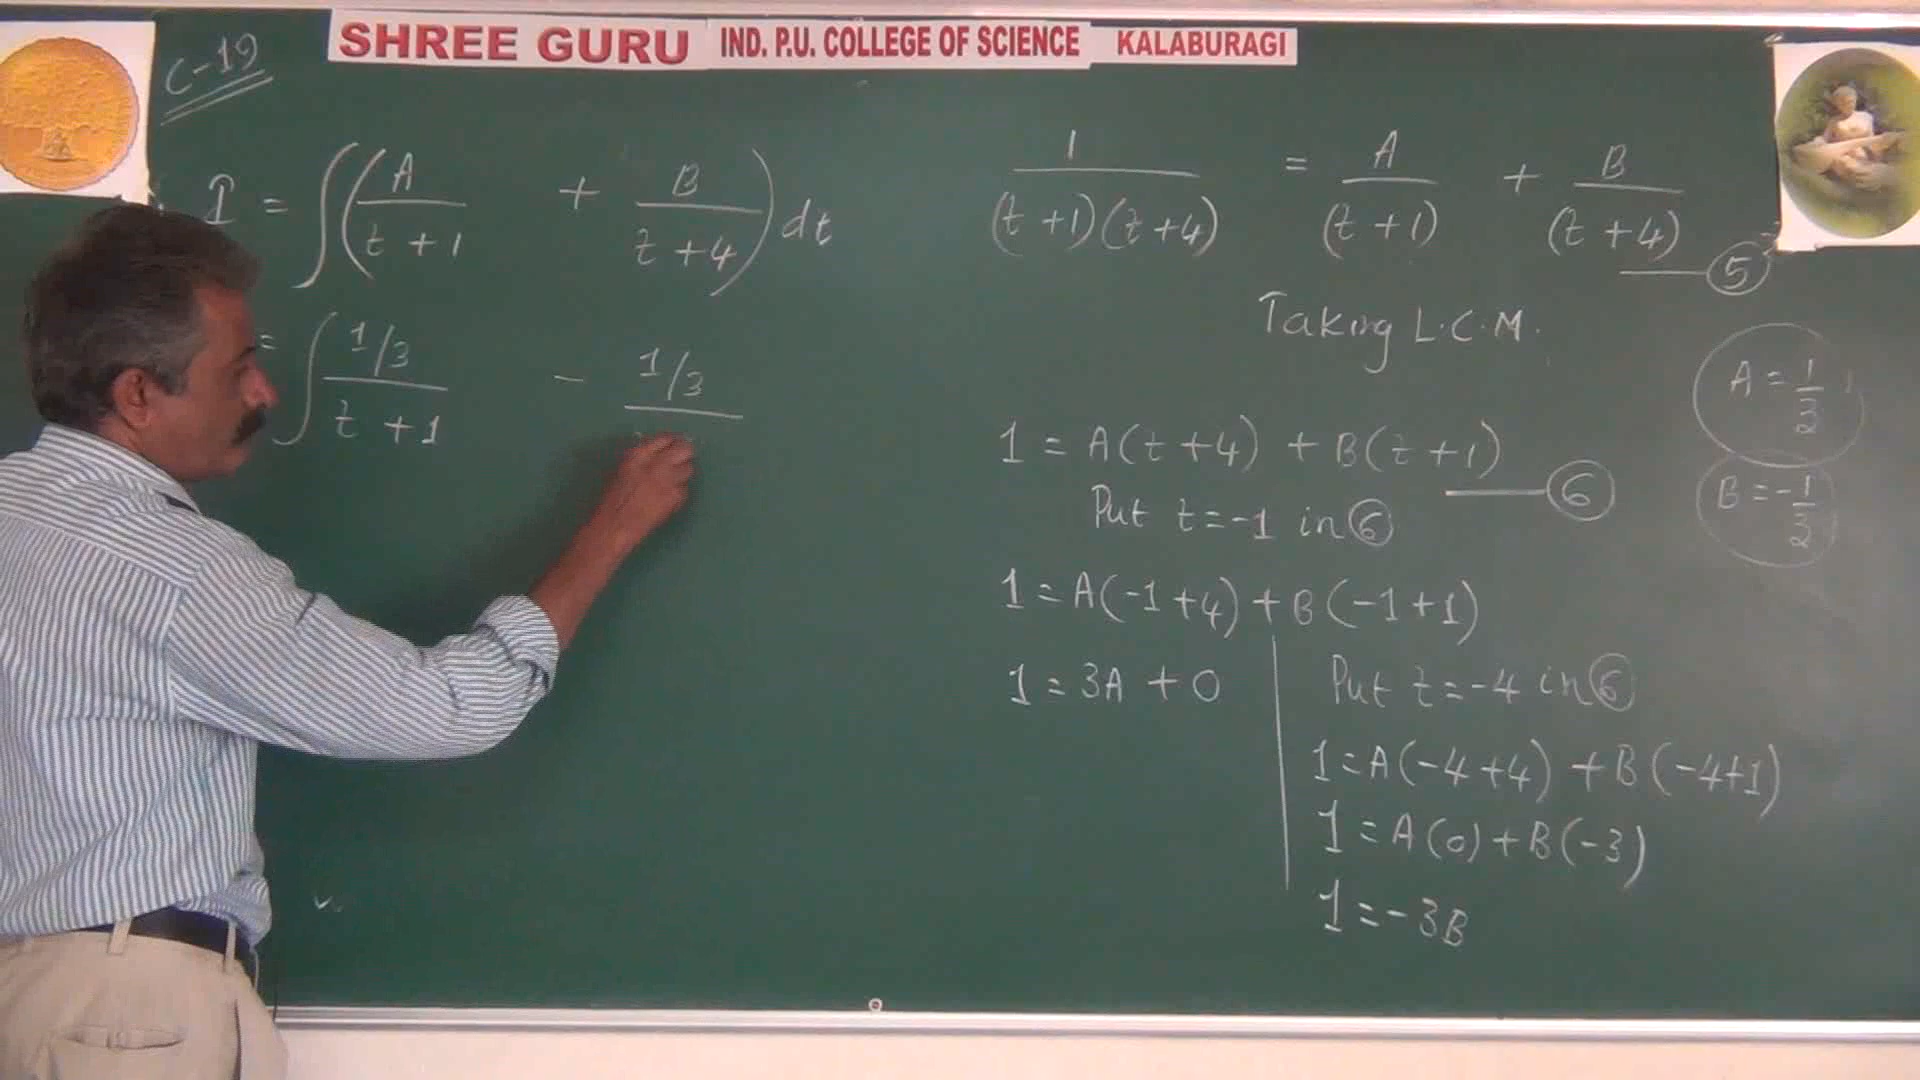 SHREE GURU IND. P.U. COLLEGE OF SCIENCE KALABURAGI
C-19
I = ∫(A/(t+1) + B/(t+4)) dt
= ∫ (1/3)/(t+1) - (1/3)/
1/((t+1)(t+4)) = A/(t+1) + B/(t+4) —⑤
Taking L.C.M.
A = 1/3,
B = -1/3
1 = A(t+4) + B(t+1) —⑥
Put t=-1 in ⑥
1 = A(-1+4) + B(-1+1)
1 = 3A + 0
Put t=-4 in ⑥
1 = A(-4+4) + B(-4+1)
1 = A(0) + B(-3)
1 = -3B